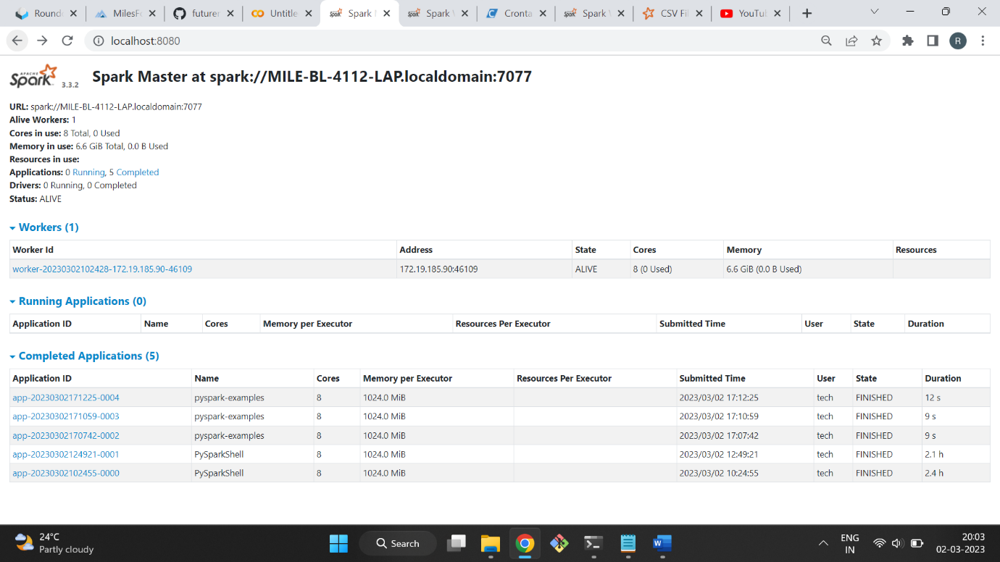 Roundc
MilesFo
futuren
Untitle
Spark M
Spark W
Cronta
Spark W
CSV Fil
YouTub
localhost:8080
R
APACHE Spark 3.3.2 Spark Master at spark://MILE-BL-4112-LAP.localdomain:7077
URL: spark://MILE-BL-4112-LAP.localdomain:7077
Alive Workers: 1
Cores in use: 8 Total, 0 Used
Memory in use: 6.6 GiB Total, 0.0 B Used
Resources in use:
Applications: 0 Running, 5 Completed
Drivers: 0 Running, 0 Completed
Status: ALIVE
Workers (1)
Worker Id Address State Cores Memory Resources
worker-20230302102428-172.19.185.90-46109 172.19.185.90:46109 ALIVE 8 (0 Used) 6.6 GiB (0.0 B Used)
Running Applications (0)
Application ID Name Cores Memory per Executor Resources Per Executor Submitted Time User State Duration
Completed Applications (5)
Application ID Name Cores Memory per Executor Resources Per Executor Submitted Time User State Duration
app-20230302171225-0004 pyspark-examples 8 1024.0 MiB 2023/03/02 17:12:25 tech FINISHED 12 s
app-20230302171059-0003 pyspark-examples 8 1024.0 MiB 2023/03/02 17:10:59 tech FINISHED 9 s
app-20230302170742-0002 pyspark-examples 8 1024.0 MiB 2023/03/02 17:07:42 tech FINISHED 9 s
app-20230302124921-0001 PySparkShell 8 1024.0 MiB 2023/03/02 12:49:21 tech FINISHED 2.1 h
app-20230302102455-0000 PySparkShell 8 1024.0 MiB 2023/03/02 10:24:55 tech FINISHED 2.4 h
24°C
Partly cloudy
Search
ENG
IN
20:03
02-03-2023